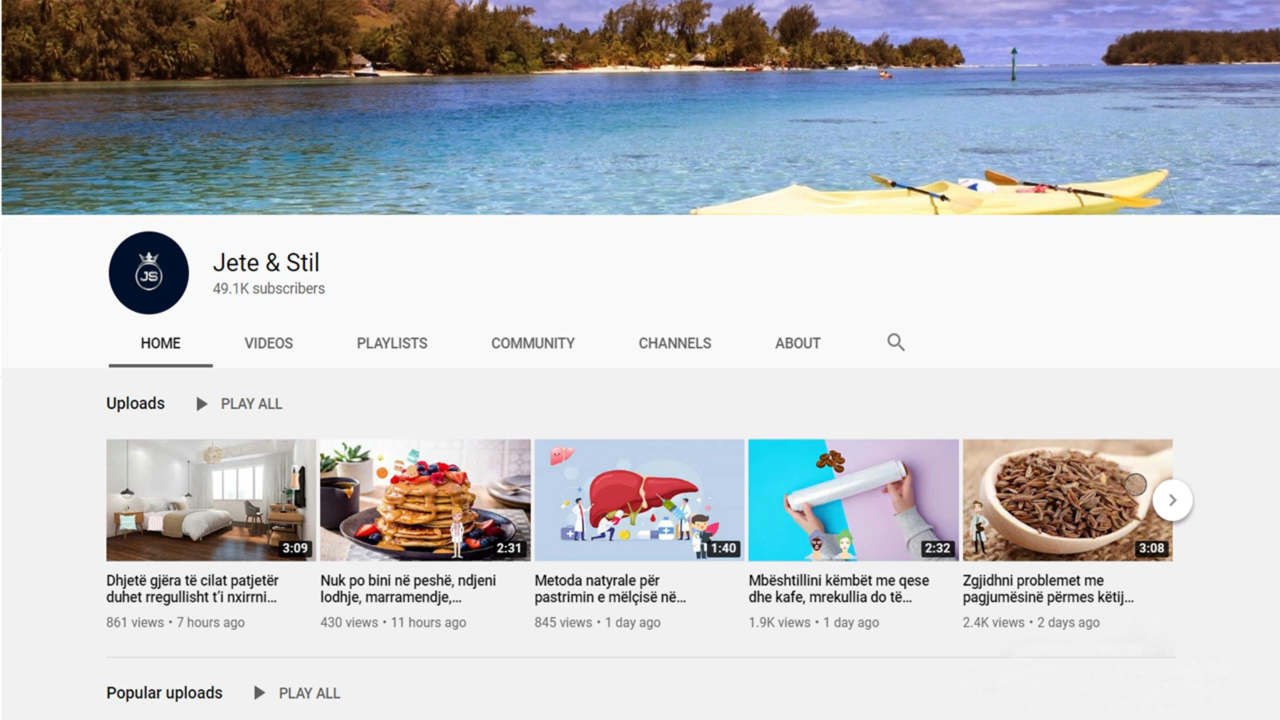 JS
Jete & Stil
49.1K subscribers
HOME
VIDEOS
PLAYLISTS
COMMUNITY
CHANNELS
ABOUT
Uploads
PLAY ALL
3:09
2:31
1:40
2:32
3:08
Dhjetë gjëra të cilat patjetër
duhet rregullisht t'i nxirrni...
861 views • 7 hours ago
Nuk po bini në peshë, ndjeni
lodhje, marramendje,...
430 views • 11 hours ago
Metoda natyrale për
pastrimin e mëlçisë në...
845 views • 1 day ago
Mbështillini këmbët me qese
dhe kafe, mrekullia do të...
1.9K views • 1 day ago
Zgjidhni problemet me
pagjumësinë përmes këtij...
2.4K views • 2 days ago
Popular uploads
PLAY ALL